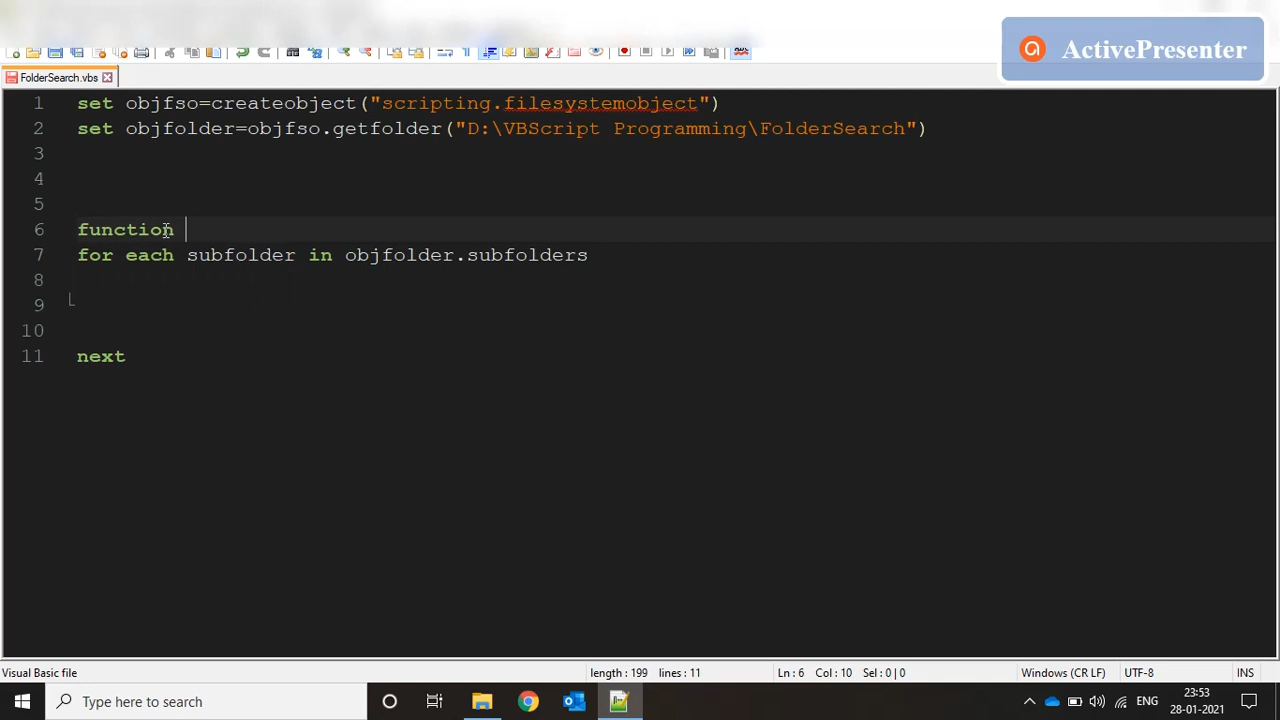 ActivePresenter
FolderSearch.vbs
1 set objfso=createobject("scripting.filesystemobject")
2 set objfolder=objfso.getfolder("D:\VBScript Programming\FolderSearch")
3
4
5
6 function
7 for each subfolder in objfolder.subfolders
8
9
10
11 next
Visual Basic file length : 199 lines : 11 Ln : 6 Col : 10 Sel : 0 | 0 Windows (CR LF) UTF-8 INS
Type here to search ENG 23:53
28-01-2021